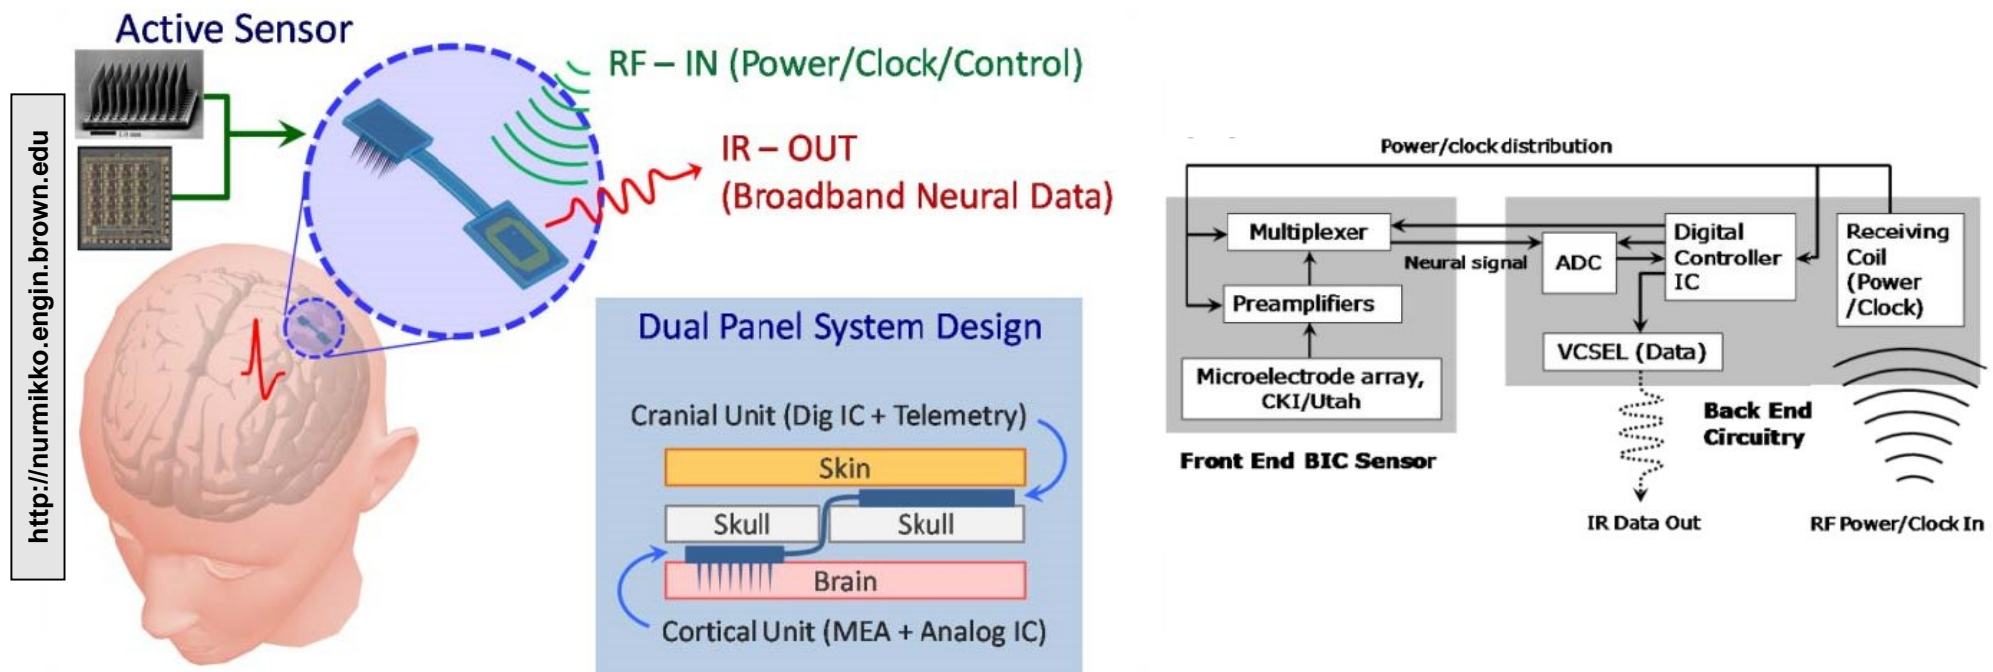 http://nurmikko.engin.brown.edu
Active Sensor
1.0 mm
RF – IN (Power/Clock/Control)
IR – OUT
(Broadband Neural Data)
Dual Panel System Design
Cranial Unit (Dig IC + Telemetry)
Skin
Skull
Skull
Brain
Cortical Unit (MEA + Analog IC)
Power/clock distribution
Multiplexer
Neural signal
Preamplifiers
Microelectrode array,
CKI/Utah
Front End BIC Sensor
ADC
Digital
Controller
IC
Receiving
Coil
(Power
/Clock)
VCSEL (Data)
Back End
Circuitry
IR Data Out
RF Power/Clock In